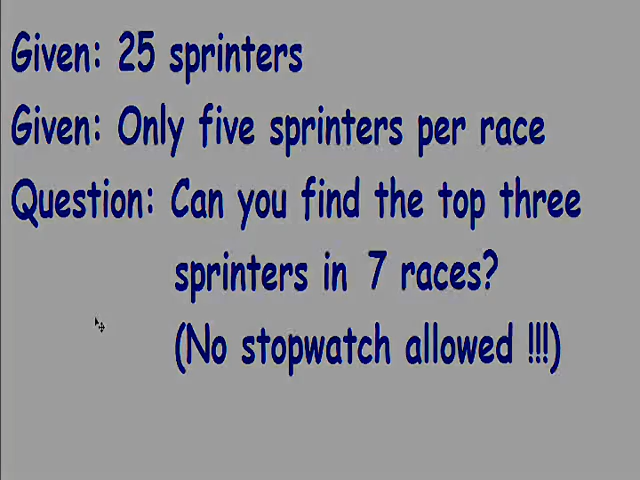 Given: 25 sprinters
Given: Only five sprinters per race
Question: Can you find the top three
sprinters in 7 races?
(No stopwatch allowed !!!)